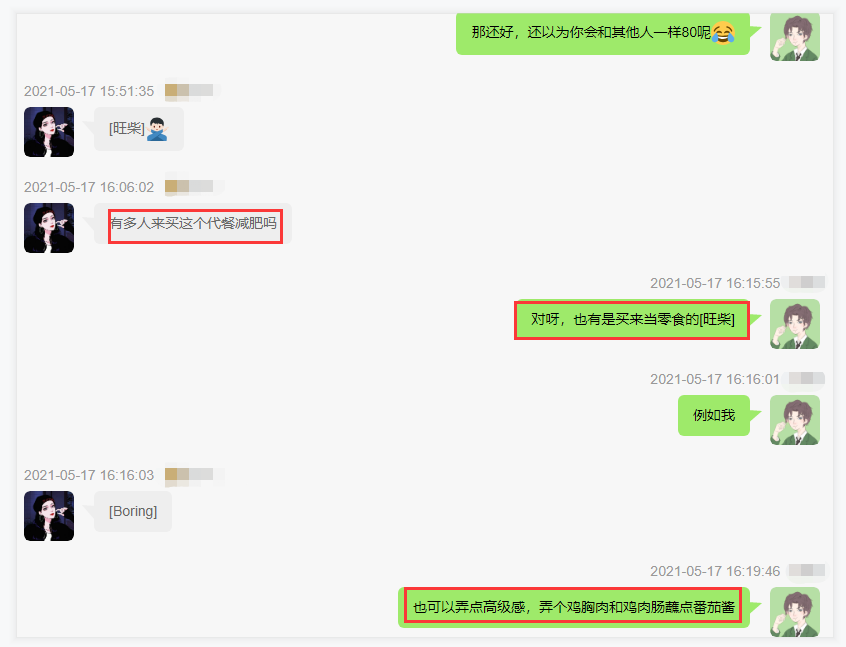 那还好，还以为你会和其他人一样80呢😂
2021-05-17 15:51:35
[旺柴]🙅🏻‍♂️
2021-05-17 16:06:02
有多人来买这个代餐减肥吗
2021-05-17 16:15:55
对呀，也有是买来当零食的[旺柴]
2021-05-17 16:16:01
例如我
2021-05-17 16:16:03
[Boring]
2021-05-17 16:19:46
也可以弄点高级感，弄个鸡胸肉和鸡肉肠蘸点番茄酱